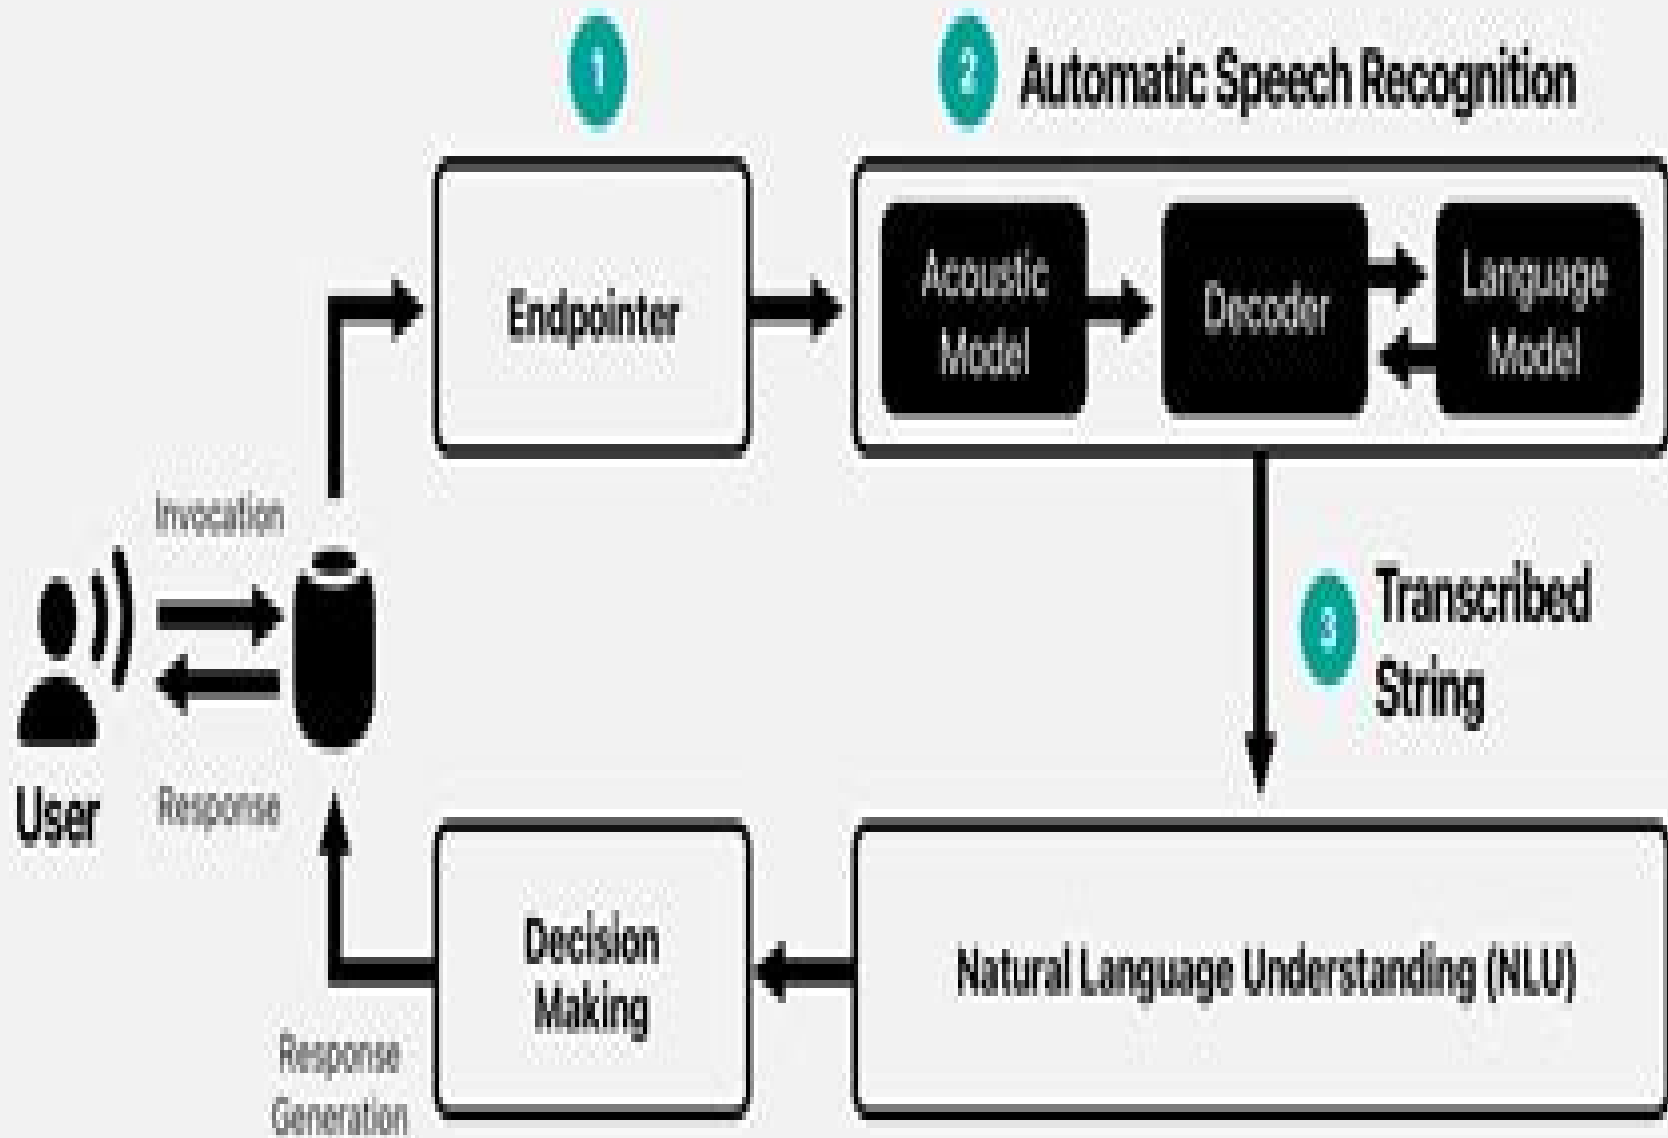 1
2 Automatic Speech Recognition
Endpointer
Acoustic
Model
Decoder
Language
Model
Invocation
3 Transcribed
String
User
Response
Decision
Making
Natural Language Understanding (NLU)
Response
Generation